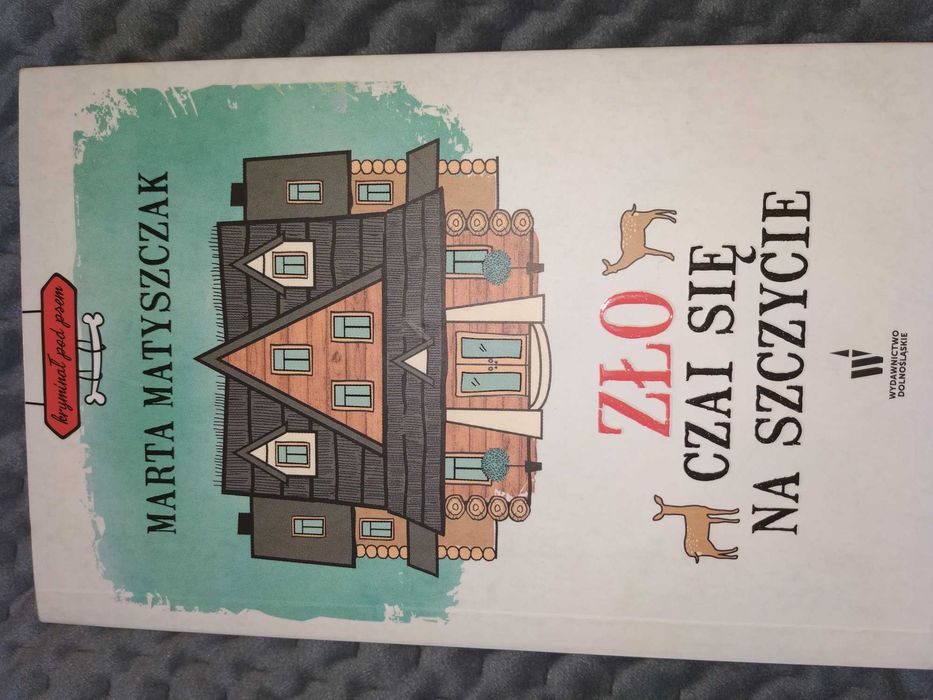 kryminał pod psem
MARTA MATYSZCZAK
ZŁO
CZAI SIĘ
NA SZCZYCIE
WYDAWNICTWO
DOLNOŚLĄSKIE